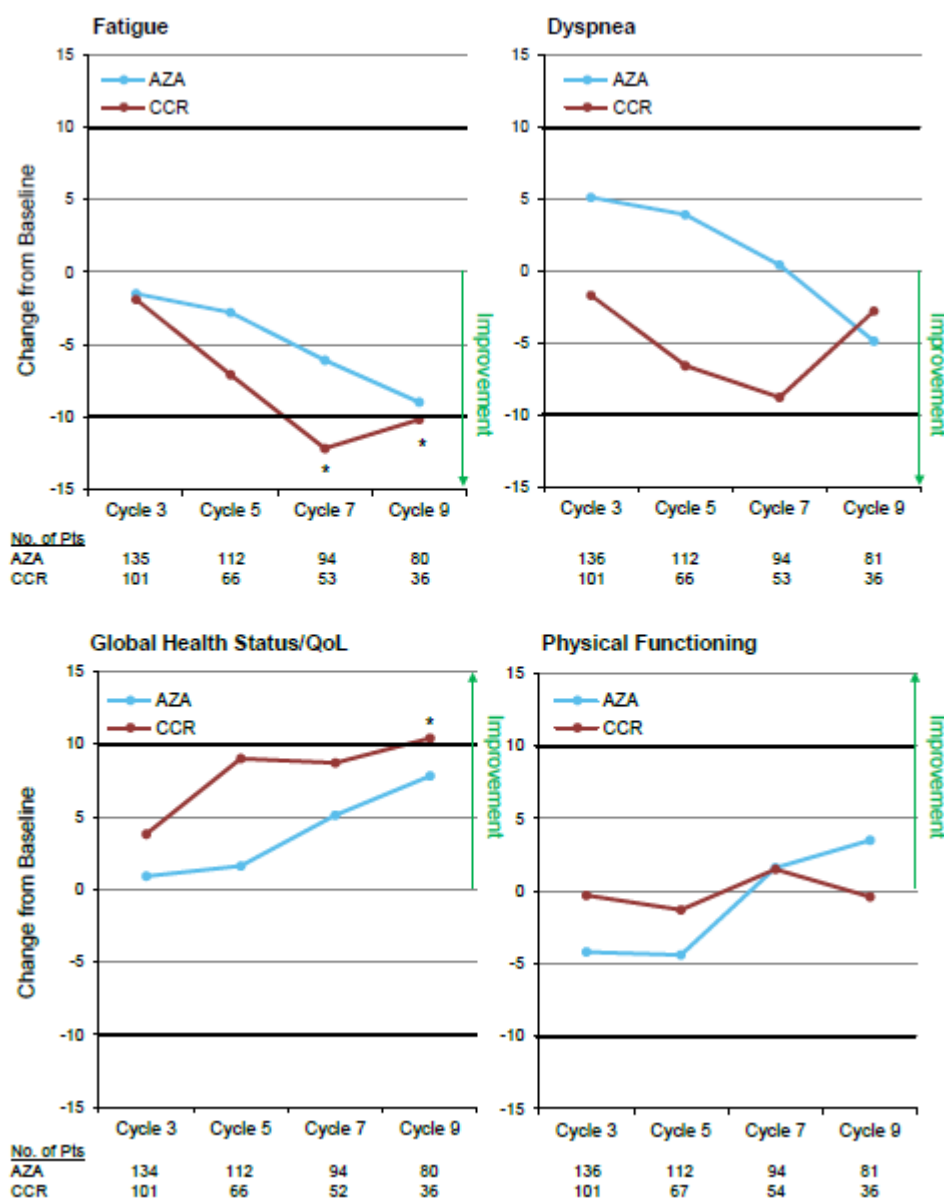 Fatigue
15
AZA
CCR
10
5
0
-5
-10
-15
Change from Baseline
Improvement
*
*
Cycle 3 Cycle 5 Cycle 7 Cycle 9
No. of Pts
AZA 135 112 94 80
CCR 101 66 53 36
Dyspnea
15
AZA
CCR
10
5
0
-5
-10
-15
Improvement
Cycle 3 Cycle 5 Cycle 7 Cycle 9
136 112 94 81
101 66 53 36
Global Health Status/QoL
15
AZA
CCR
10
5
0
-5
-10
-15
Change from Baseline
Improvement
*
Cycle 3 Cycle 5 Cycle 7 Cycle 9
No. of Pts
AZA 134 112 94 80
CCR 101 66 52 36
Physical Functioning
15
AZA
CCR
10
5
0
-5
-10
-15
Improvement
Cycle 3 Cycle 5 Cycle 7 Cycle 9
136 112 94 81
101 67 54 36